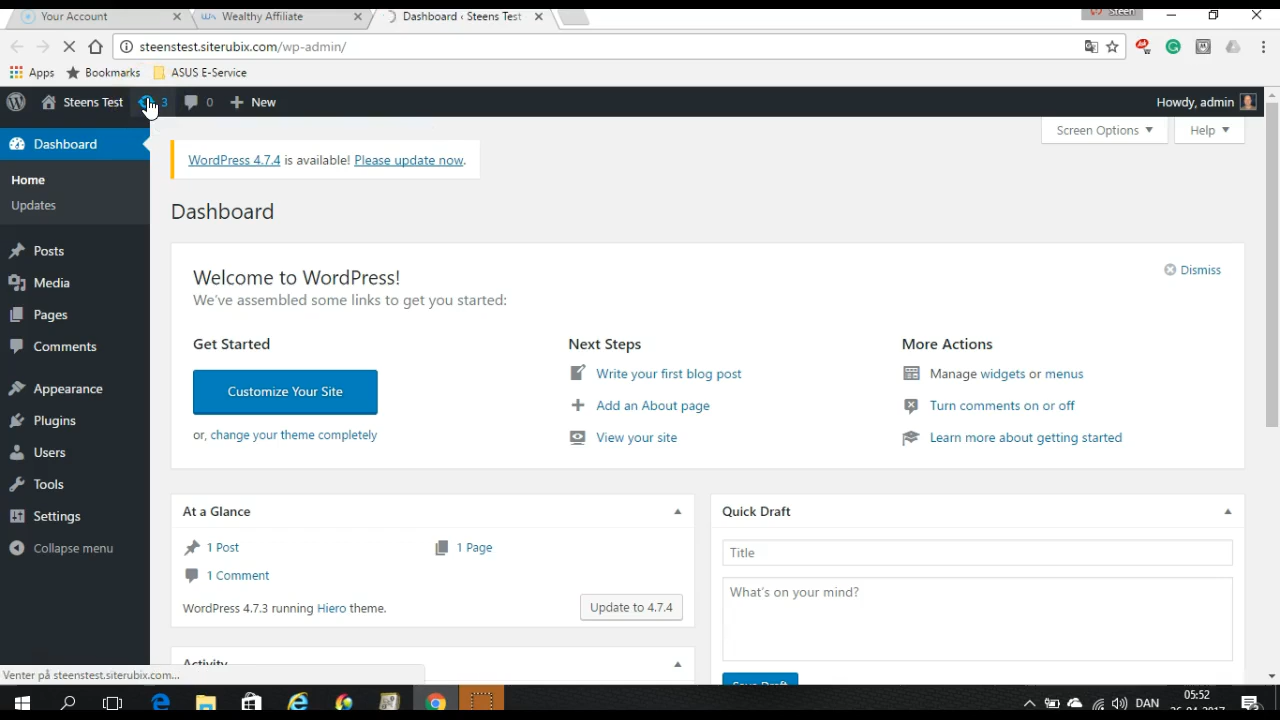 Your Account
Wealthy Affiliate
Dashboard ‹ Steens Test
Steen
steenstest.siterubix.com/wp-admin/
Apps
Bookmarks
ASUS E-Service
Steens Test
3
0
New
Howdy, admin
Dashboard
Home
Updates
Posts
Media
Pages
Comments
Appearance
Plugins
Users
Tools
Settings
Collapse menu
Screen Options
Help
WordPress 4.7.4 is available! Please update now.
Dashboard
Welcome to WordPress!
We've assembled some links to get you started:
Dismiss
Get Started
Customize Your Site
or, change your theme completely
Next Steps
Write your first blog post
Add an About page
View your site
More Actions
Manage widgets or menus
Turn comments on or off
Learn more about getting started
At a Glance
1 Post
1 Page
1 Comment
WordPress 4.7.3 running Hiero theme.
Update to 4.7.4
Activity
Quick Draft
Title
What's on your mind?
Save Draft
Venter på steenstest.siterubix.com...
DAN
05:52
26-04-2017